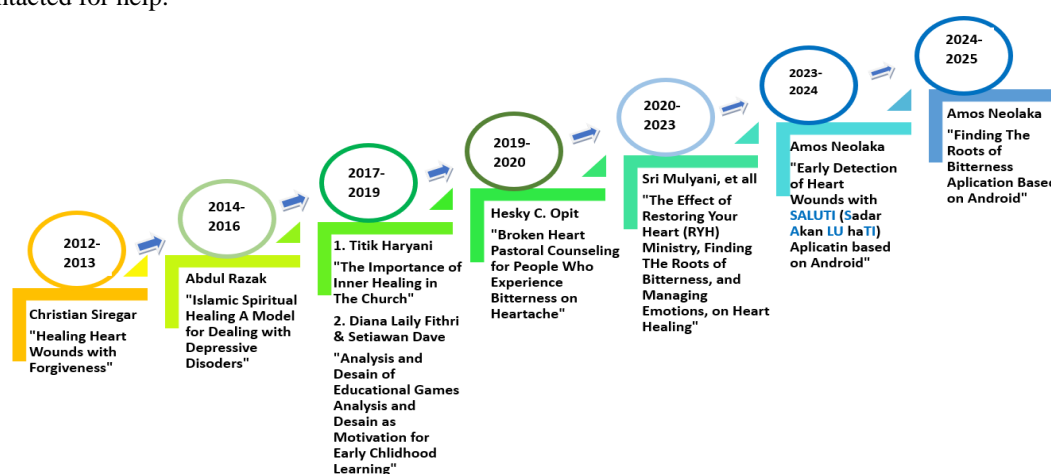 ntacted for help.
2012-
2013
Christian Siregar
"Healing Heart
Wounds with
Forgiveness"
2014-
2016
Abdul Razak
"Islamic Spiritual
Healing A Model
for Dealing with
Depressive
Disoders"
2017-
2019
1. Titik Haryani
"The Importance of
Inner Healing in
The Church"
2. Diana Laily Fithri
& Setiawan Dave
"Analysis and
Desain of
Educational Games
Analysis and
Desain as
Motivation for
Early Chlidhood
Learning"
2019-
2020
Hesky C. Opit
"Broken Heart
Pastoral Counseling
for People Who
Experience
Bitterness on
Heartache"
2020-
2023
Sri Mulyani, et all
"The Effect of
Restoring Your
Heart (RYH)
Ministry, Finding
THe Roots of
Bitterness, and
Managing
Emotions, on Heart
Healing"
2023-
2024
Amos Neolaka
"Early Detection
of Heart
Wounds with
SALUTI (Sadar
Akan LU haTI)
Aplicatin based
on Android"
2024-
2025
Amos Neolaka
"Finding The
Roots of
Bitterness
Aplication Based
on Android"